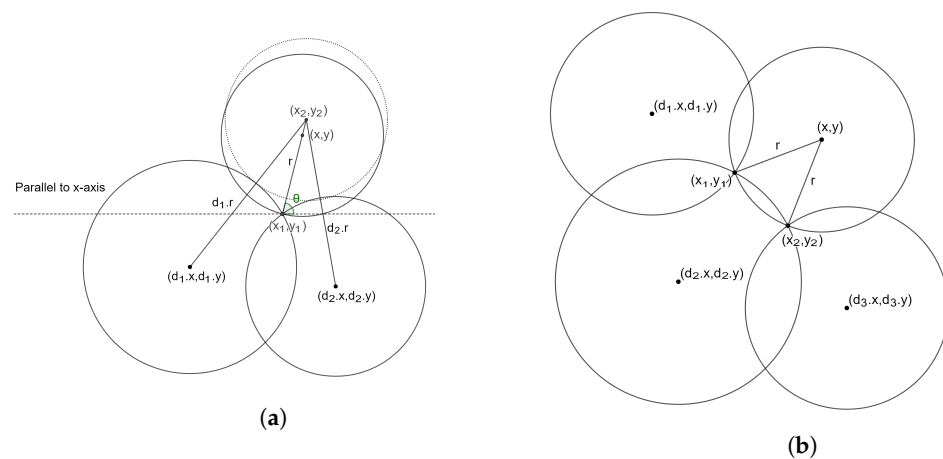 (x₂,y₂)
(x,y)
r
Parallel to x-axis
θ
d₁.r
(x₁,y₁)
d₂.r
(d₁.x,d₁.y)
(d₂.x,d₂.y)
(a)
(d₁.x,d₁.y)
(x,y)
r
(x₁,y₁)
r
(x₂,y₂)
(d₂.x,d₂.y)
(d₃.x,d₃.y)
(b)